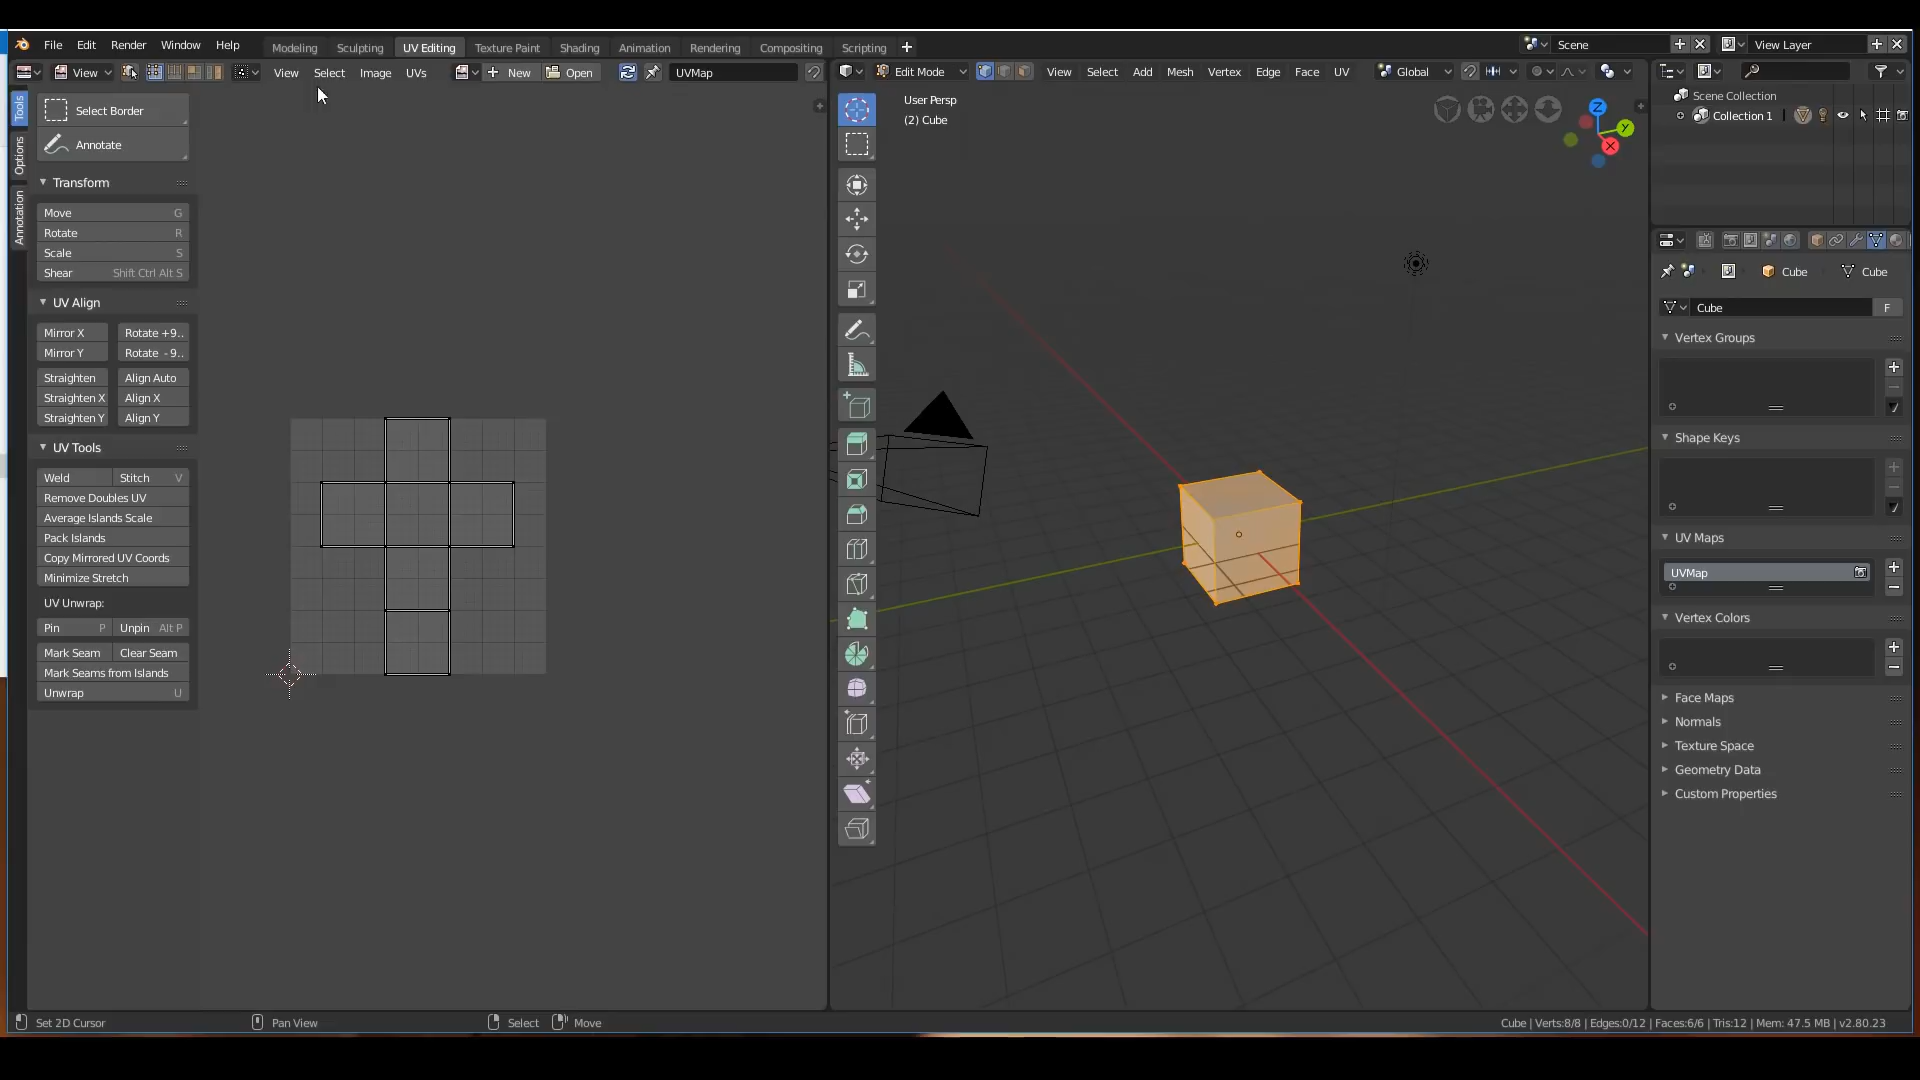 File Edit Render Window Help Modeling Sculpting UV Editing Texture Paint Shading Animation Rendering Compositing Scripting Scene View Layer
View View Select Image UVs New Open UVMap Edit Mode View Select Add Mesh Vertex Edge Face UV Global
Tools
Options
Annotation
Select Border
Annotate
Transform
Move G
Rotate R
Scale S
Shear Shift Ctrl Alt S
UV Align
Mirror X Rotate +9..
Mirror Y Rotate -9..
Straighten Align Auto
Straighten X Align X
Straighten Y Align Y
UV Tools
Weld Stitch V
Remove Doubles UV
Average Islands Scale
Pack Islands
Copy Mirrored UV Coords
Minimize Stretch
UV Unwrap:
Pin P Unpin Alt P
Mark Seam Clear Seam
Mark Seams from Islands
Unwrap U
User Persp
(2) Cube
Z
Y
X
Scene Collection
Collection 1
Cube Cube
Cube F
Vertex Groups
Shape Keys
UV Maps
UVMap
Vertex Colors
Face Maps
Normals
Texture Space
Geometry Data
Custom Properties
Set 2D Cursor Pan View Select Move Cube | Verts:8/8 | Edges:0/12 | Faces:6/6 | Tris:12 | Mem: 47.5 MB | v2.80.23